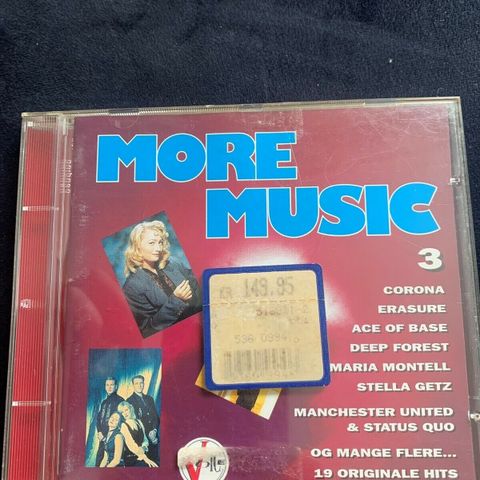 MORE
MUSIC
3
CORONA
ERASURE
ACE OF BASE
DEEP FOREST
MARIA MONTELL
STELLA GETZ
MANCHESTER UNITED
& STATUS QUO
OG MANGE FLERE...
19 ORIGINALE HITS
149.95